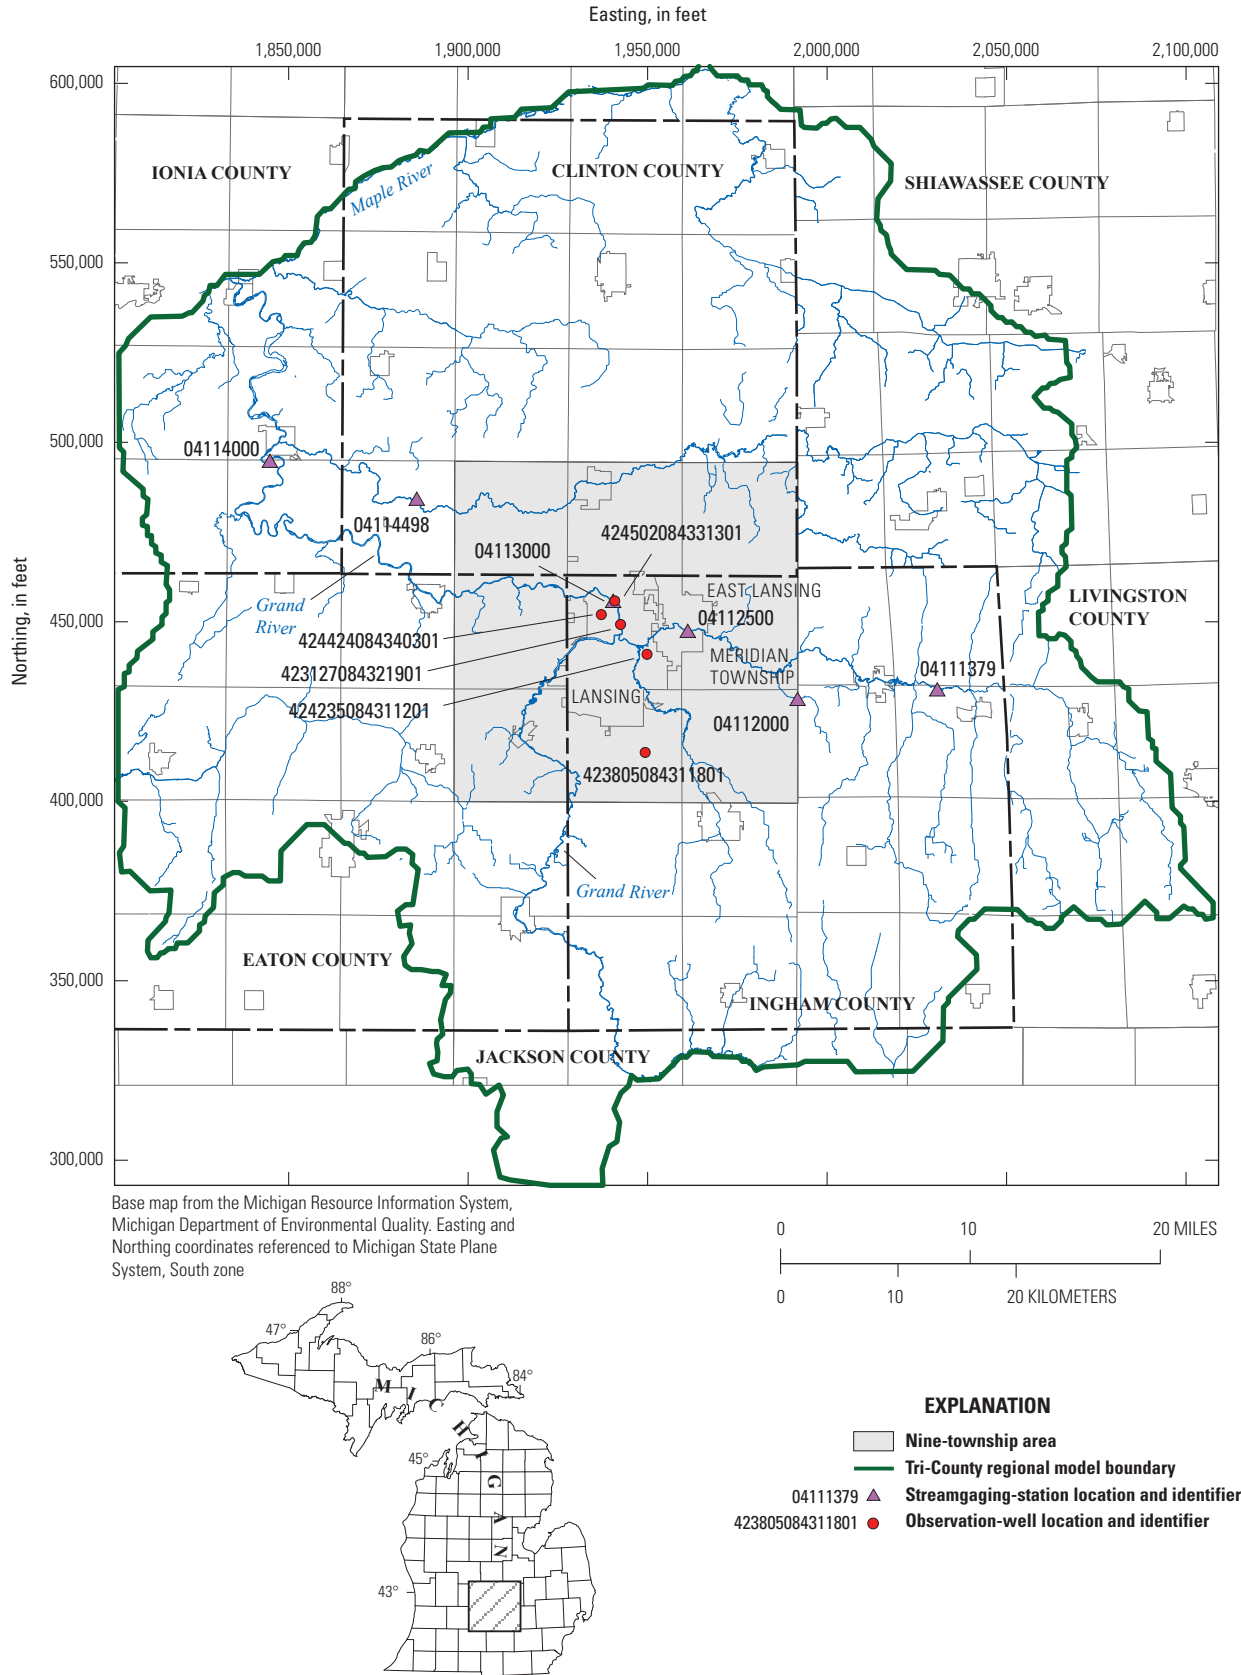 Easting, in feet
1,850,000
1,900,000
1,950,000
2,000,000
2,050,000
2,100,000
600,000
550,000
500,000
450,000
400,000
350,000
300,000
Northing, in feet
IONIA COUNTY
Maple River
CLINTON COUNTY
SHIAWASSEE COUNTY
04114000
04114498
04113000
424502084331301
Grand
River
EAST LANSING
04112500
LIVINGSTON
COUNTY
424424084340301
MERIDIAN
TOWNSHIP
04111379
423127084321901
LANSING
424235084311201
04112000
423805084311801
Grand River
EATON COUNTY
INGHAM COUNTY
JACKSON COUNTY
Base map from the Michigan Resource Information System,
Michigan Department of Environmental Quality. Easting and
Northing coordinates referenced to Michigan State Plane
System, South zone
0 10 20 MILES
0 10 20 KILOMETERS
88°
47°
86°
84°
45°
43°
MICHIGAN
EXPLANATION
Nine-township area
Tri-County regional model boundary
04111379 Streamgaging-station location and identifier
423805084311801 Observation-well location and identifier